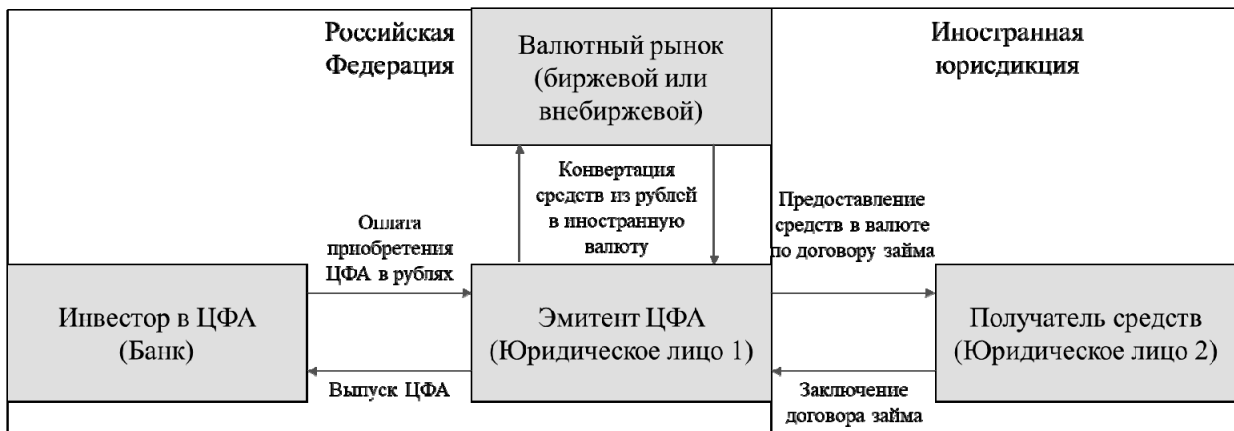 Российская
Федерация
Валютный рынок
(биржевой или
внебиржевой)
Иностранная
юрисдикция
Конвертация
средств из рублей
в иностранную
валюту
Предоставление
средств в валюте
по договору займа
Оплата
приобретения
ЦФА в рублях
Инвестор в ЦФА
(Банк)
Эмитент ЦФА
(Юридическое лицо 1)
Получатель средств
(Юридическое лицо 2)
Выпуск ЦФА
Заключение
договора займа